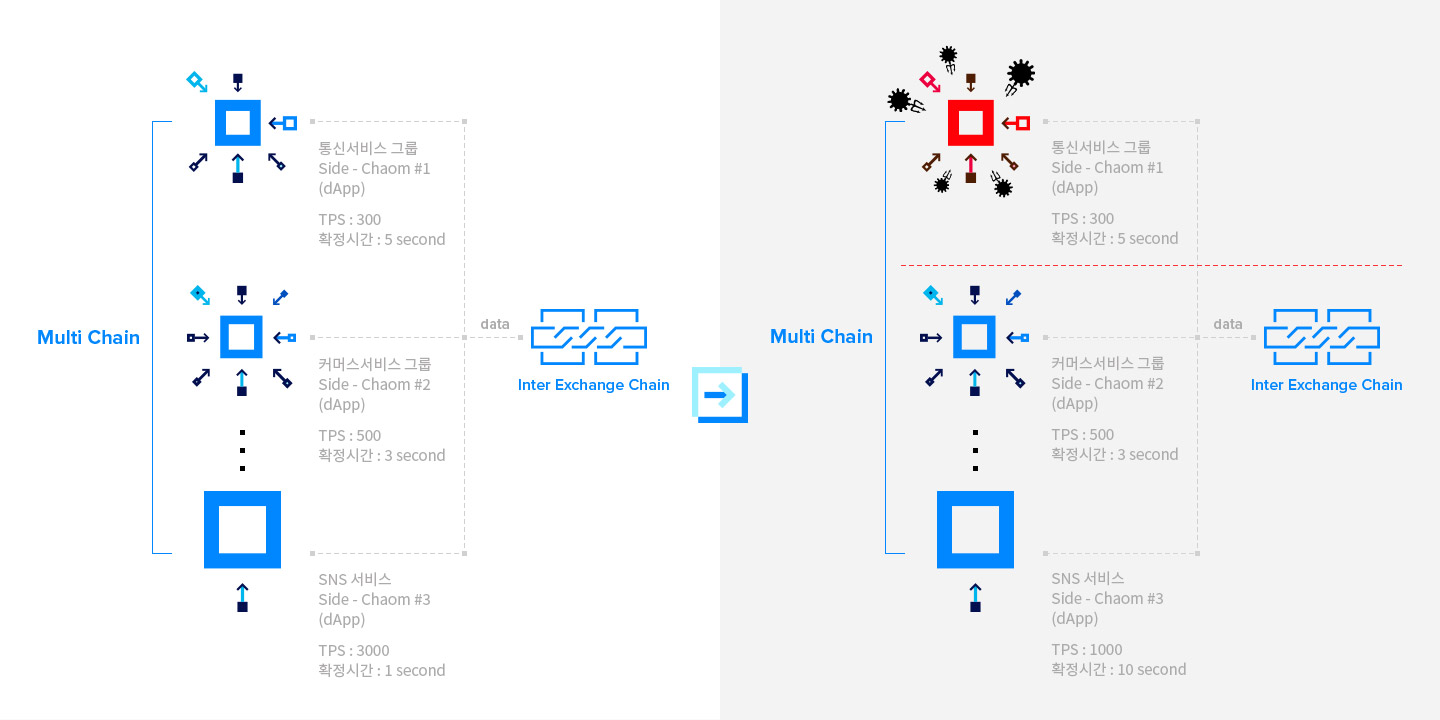 Multi Chain
통신서비스 그룹
Side - Chaom #1
(dApp)
TPS : 300
확정시간 : 5 second
커머스서비스 그룹
Side - Chaom #2
(dApp)
TPS : 500
확정시간 : 3 second
SNS 서비스
Side - Chaom #3
(dApp)
TPS : 3000
확정시간 : 1 second
data
Inter Exchange Chain
Multi Chain
통신서비스 그룹
Side - Chaom #1
(dApp)
TPS : 300
확정시간 : 5 second
커머스서비스 그룹
Side - Chaom #2
(dApp)
TPS : 500
확정시간 : 3 second
SNS 서비스
Side - Chaom #3
(dApp)
TPS : 1000
확정시간 : 10 second
data
Inter Exchange Chain